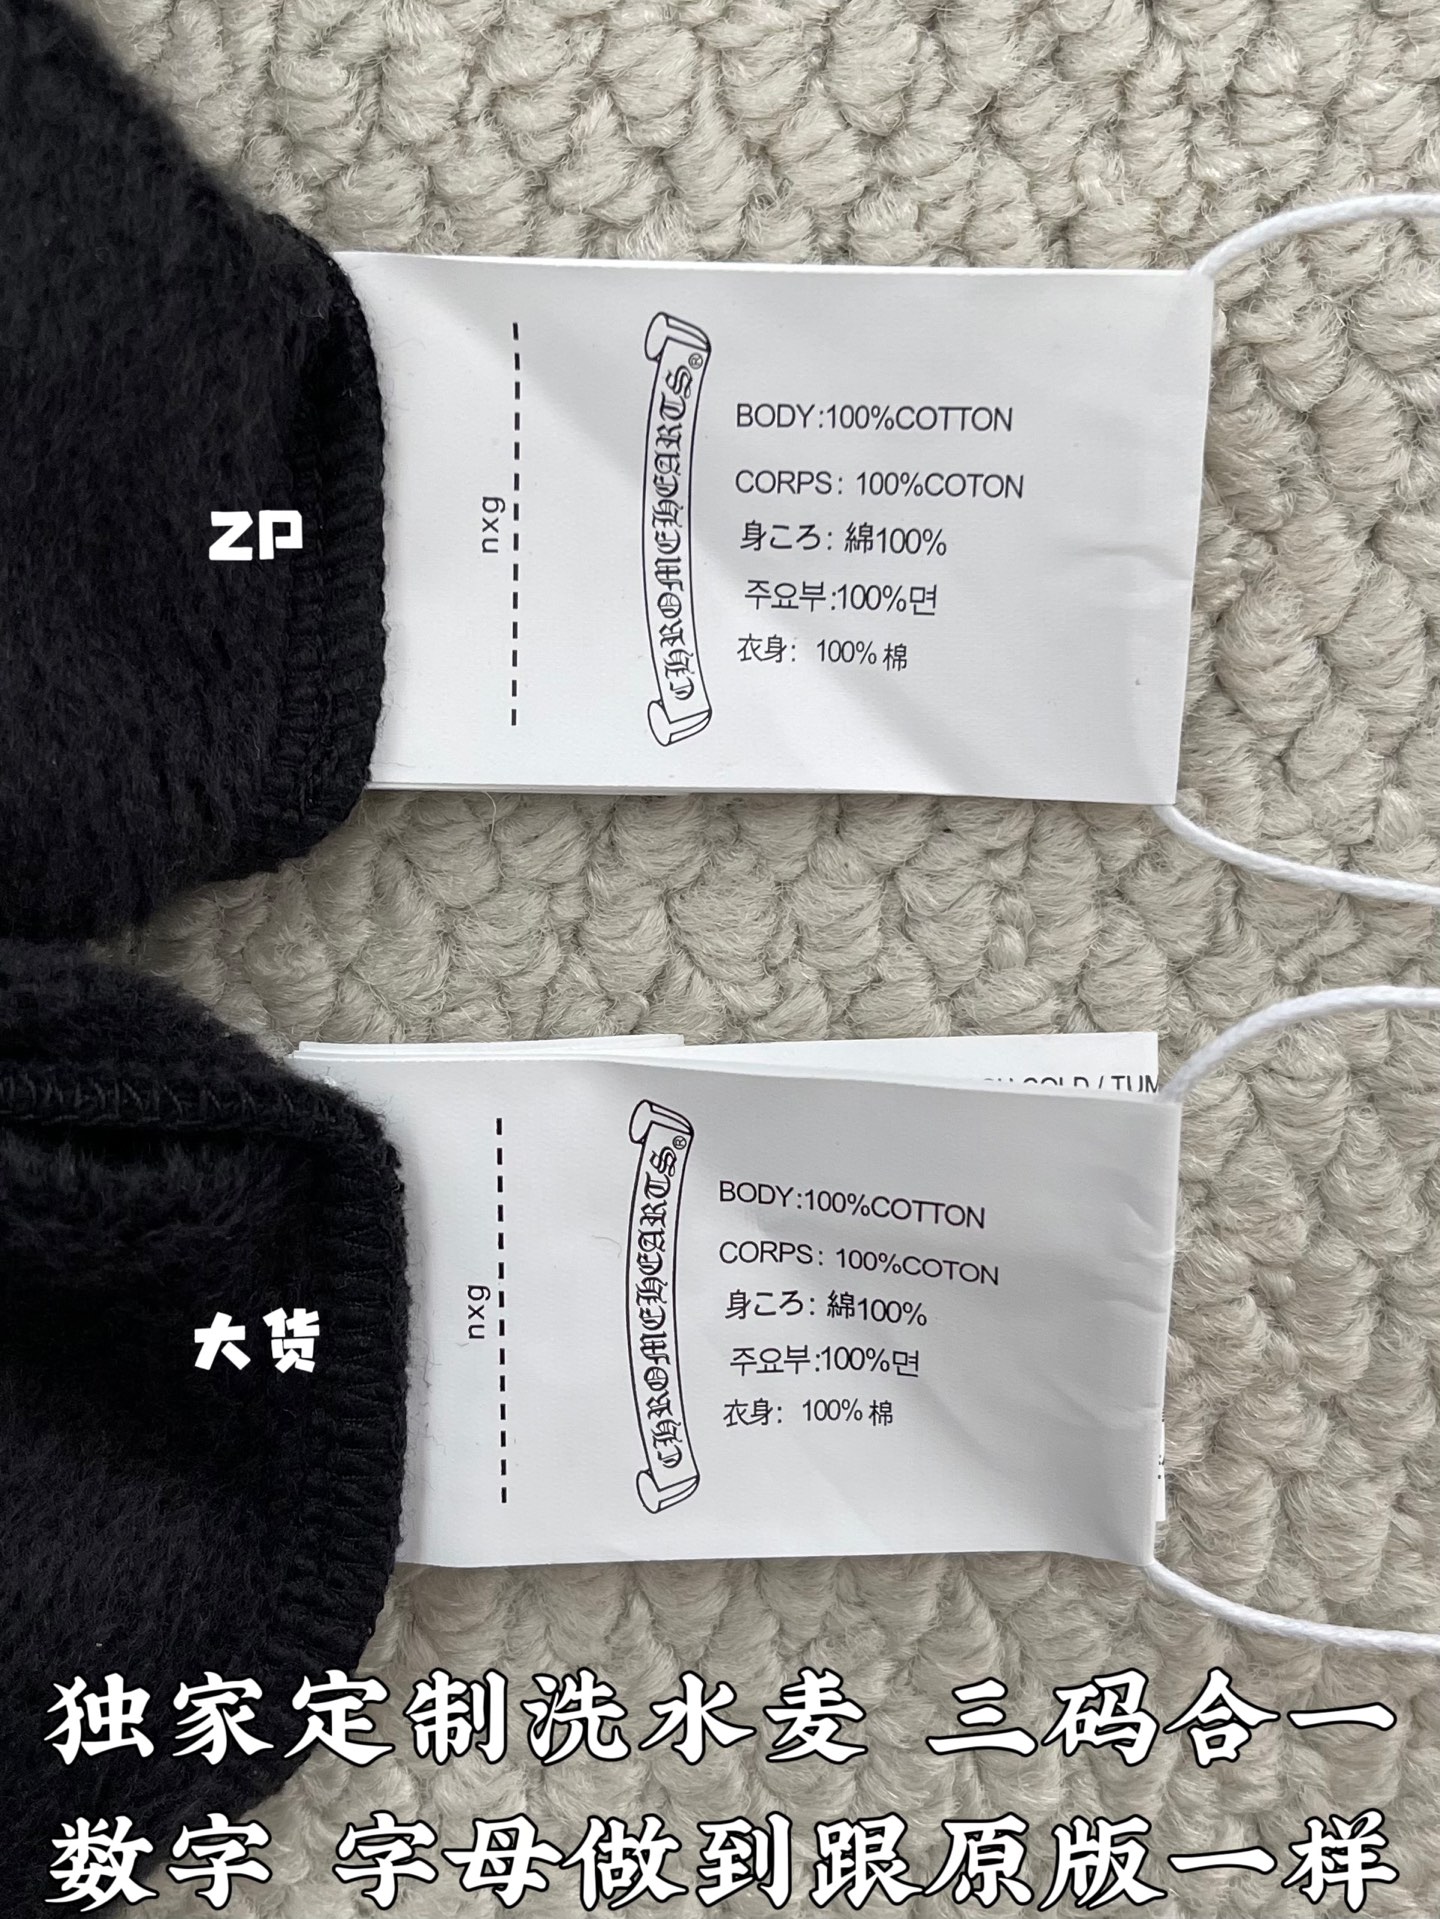 ZP
nxg
CHROME HEARTS®
BODY:100%COTTON
CORPS: 100%COTON
身ころ: 綿100%
주요부:100%면
衣身: 100% 棉
大货
nxg
CHROME HEARTS®
BODY:100%COTTON
CORPS: 100%COTON
身ころ: 綿100%
주요부:100%면
衣身: 100% 棉
COLD / TUM
独家定制洗水麦 三码合一
数字 字母做到跟原版一样